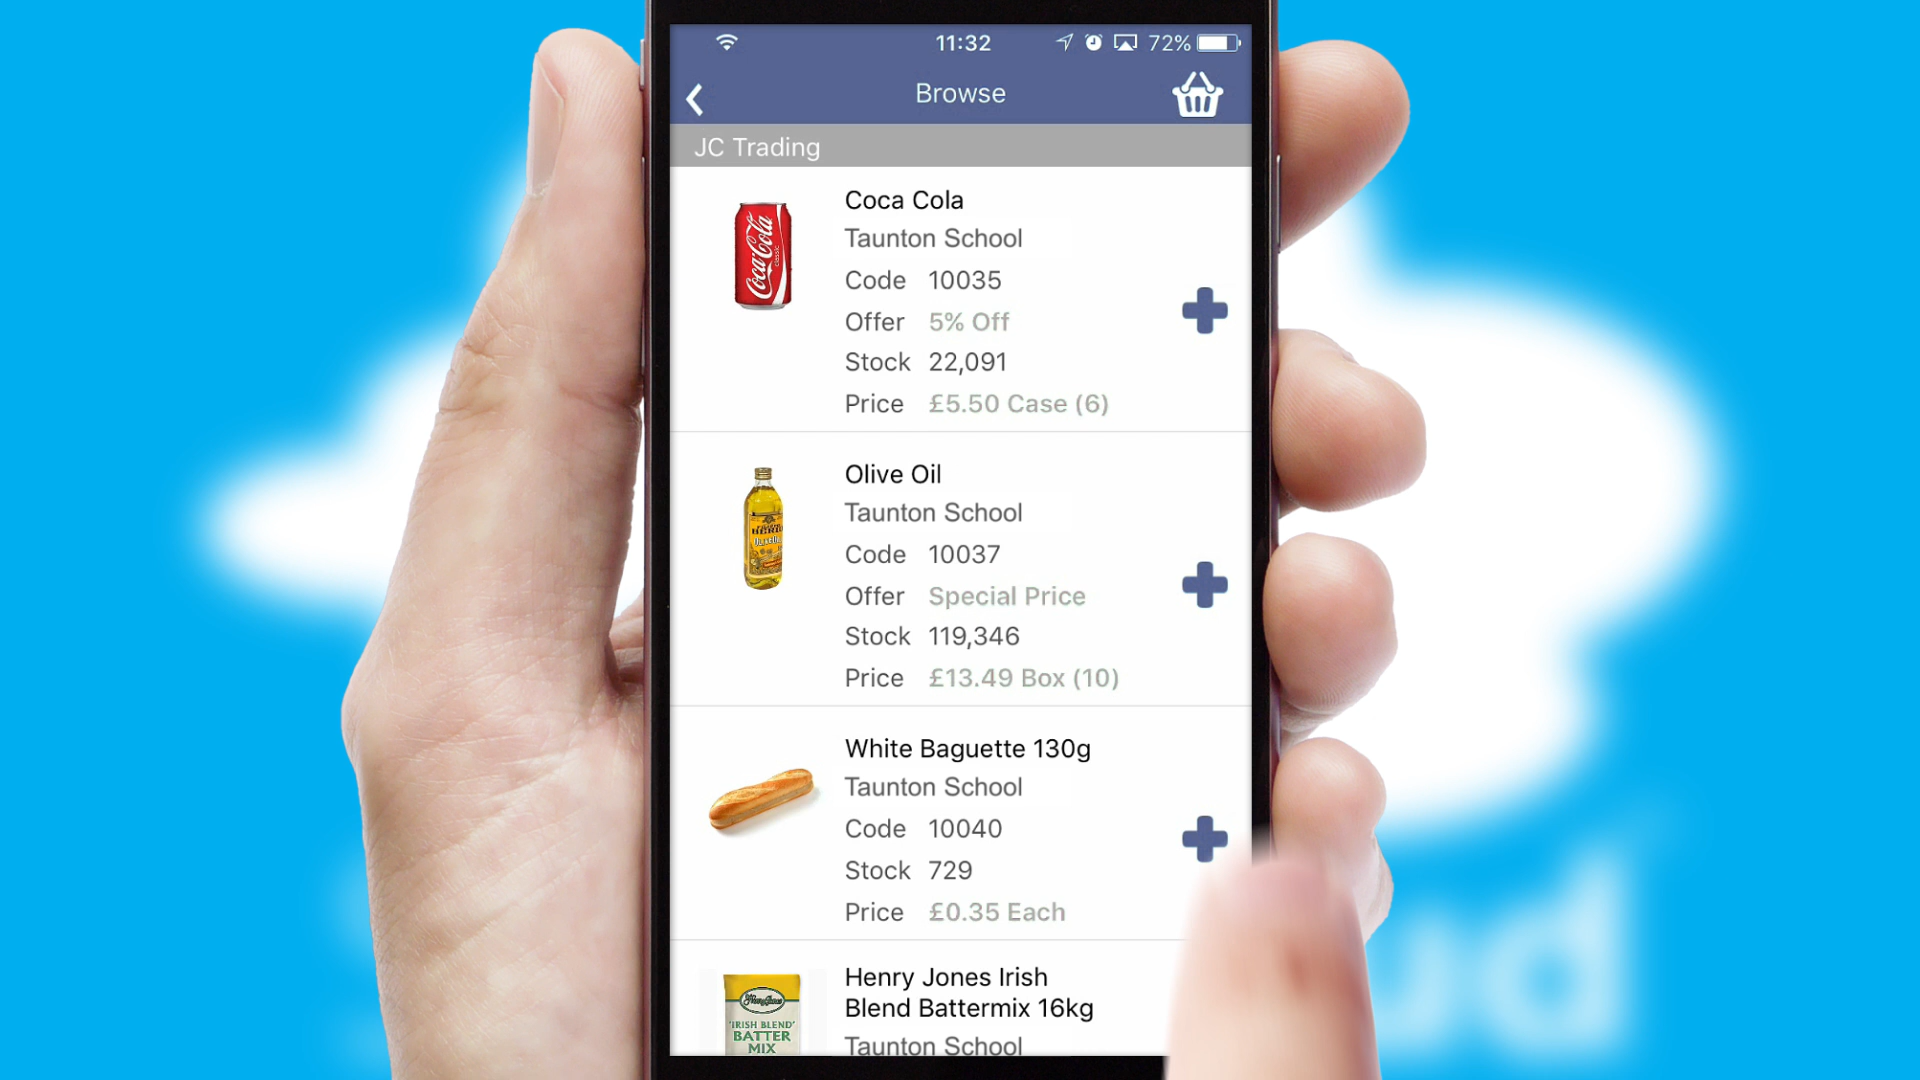 11:32
72%
Browse
JC Trading
Coca Cola
Taunton School
Code 10035
Offer 5% Off
Stock 22,091
Price £5.50 Case (6)
Coca-Cola
classic
Olive Oil
Taunton School
Code 10037
Offer Special Price
Stock 119,346
Price £13.49 Box (10)
White Baguette 130g
Taunton School
Code 10040
Stock 729
Price £0.35 Each
Henry Jones Irish
Blend Battermix 16kg
Taunton School
'IRISH BLEND'
BATTER
MIX